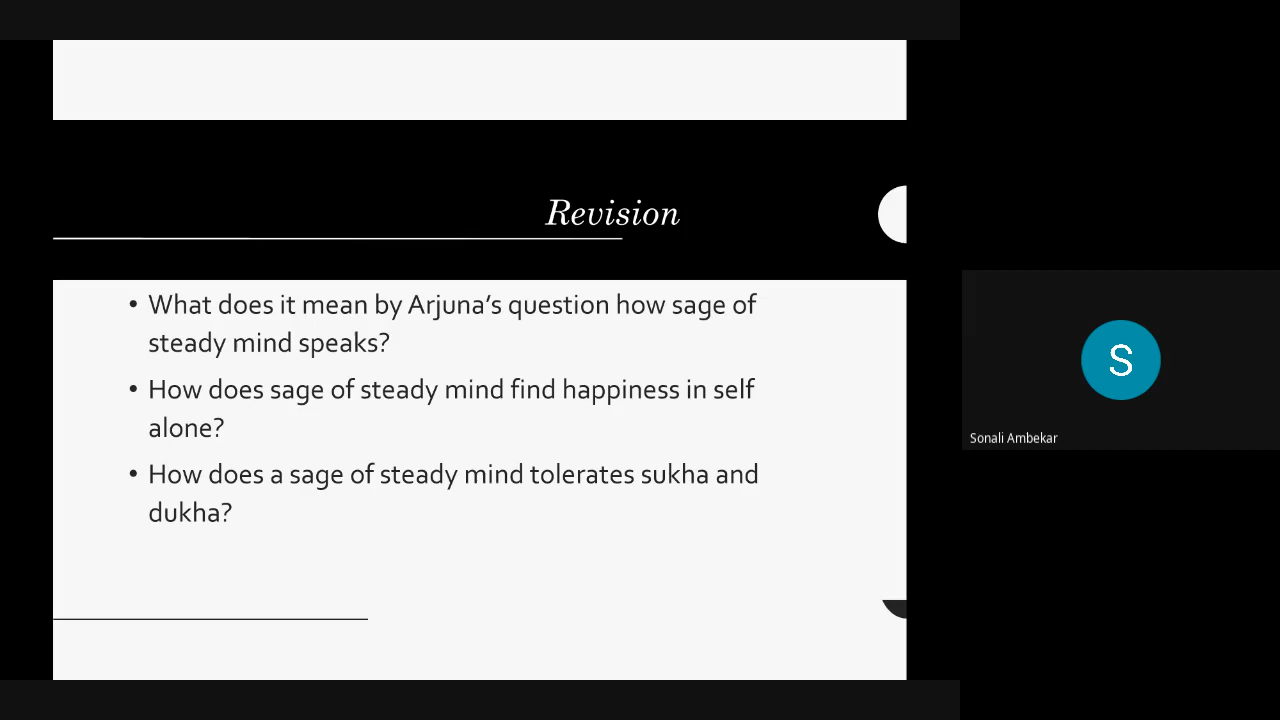 Revision
• What does it mean by Arjuna’s question how sage of
steady mind speaks?
• How does sage of steady mind find happiness in self
alone?
• How does a sage of steady mind tolerates sukha and
dukha?
S
Sonali Ambekar